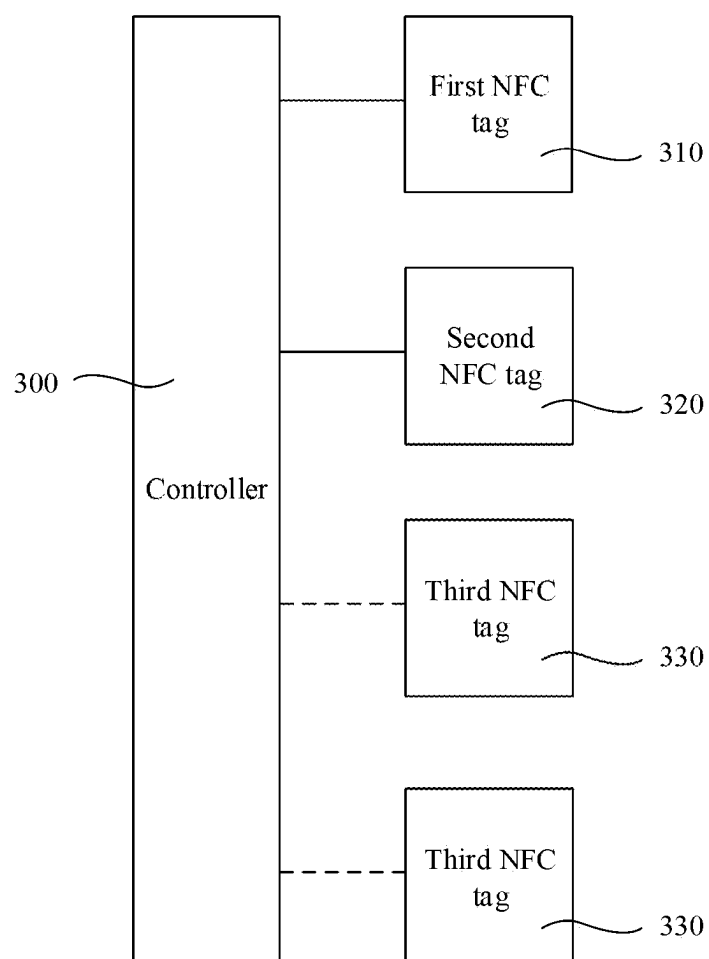 First NFC
tag
310
Second
NFC tag
300
320
Controller
Third NFC
tag
330
Third NFC
tag
330